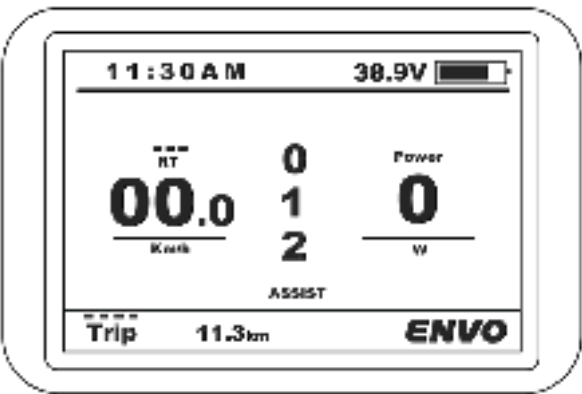 11:30AM 38.9V
RT 0 Power
00.0 1 0
Km/h 2 W
ASSIST
Trip 11.3km ENVO